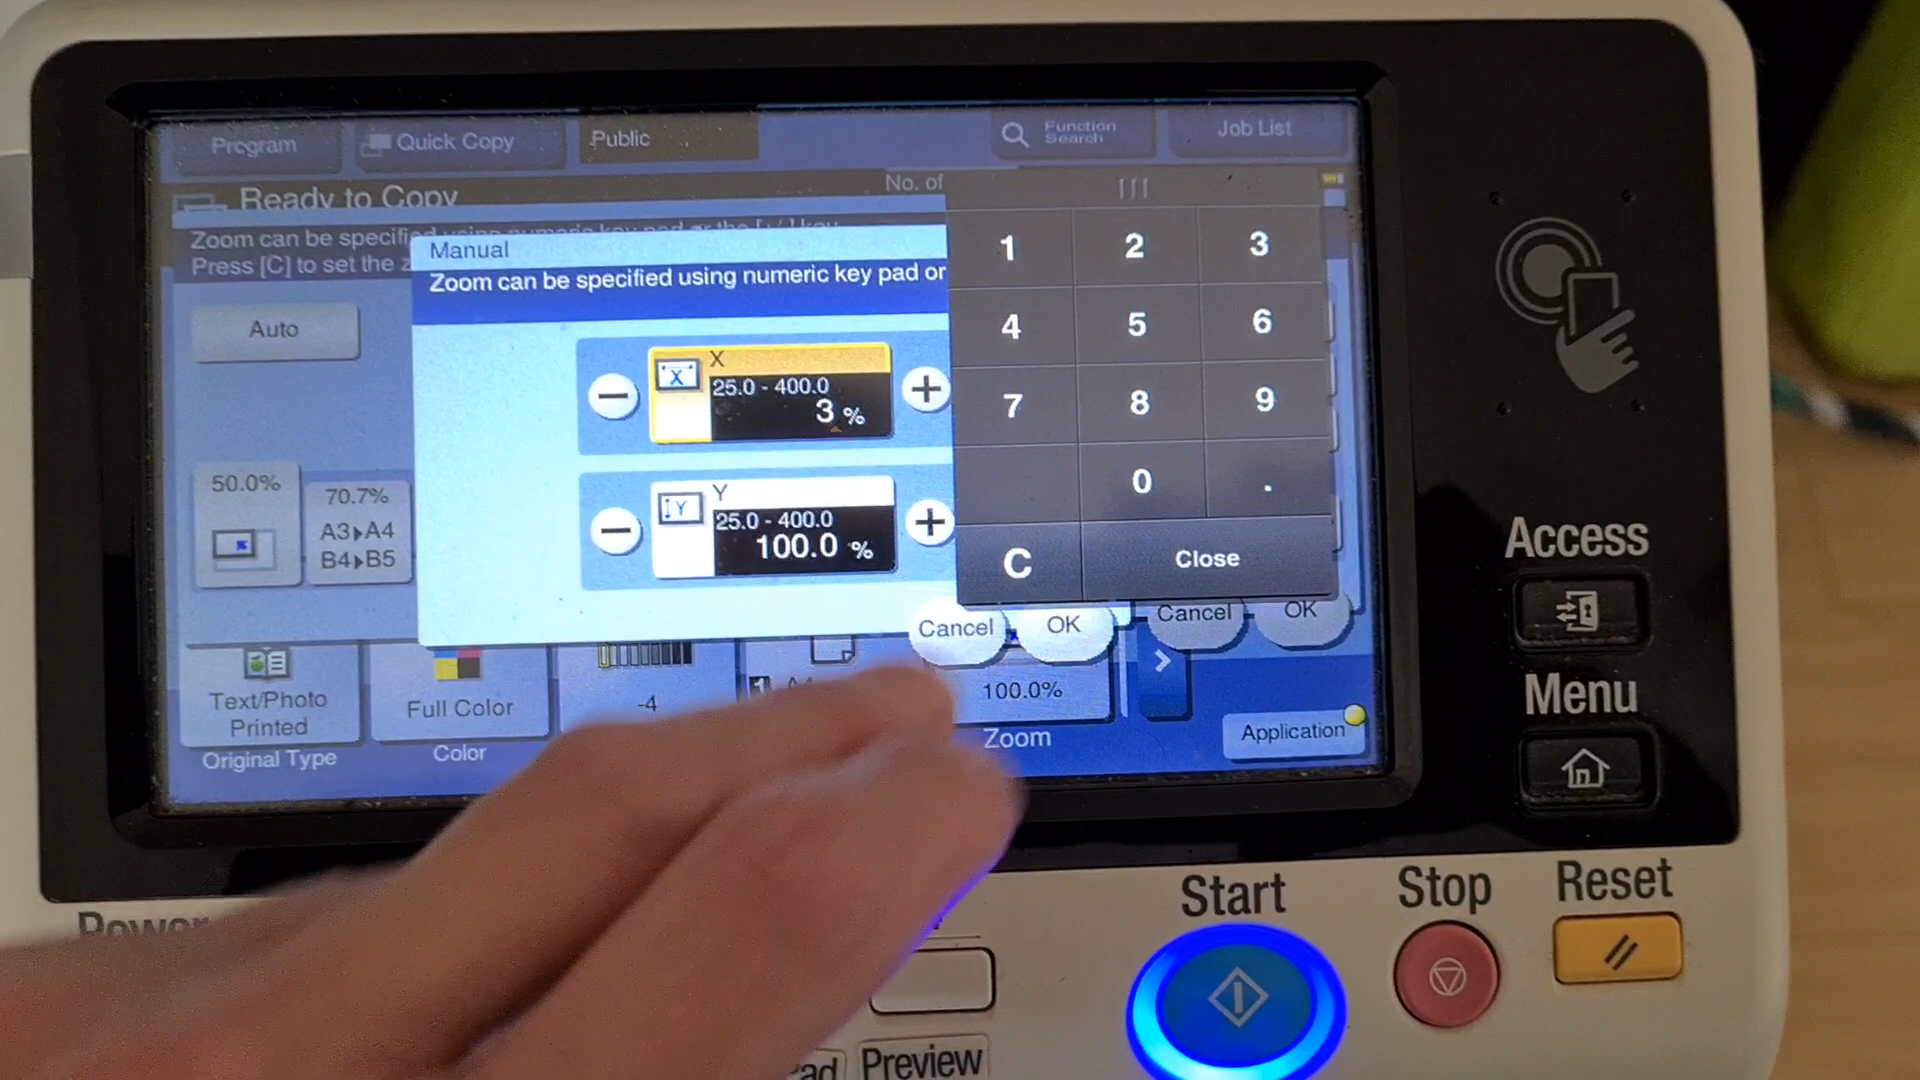 Program
Quick Copy
Public
Function
Search
Job List
Ready to Copy
No. of
Zoom can be specifi
Press [C] to set the z
Manual
Zoom can be specified using numeric key pad or
Auto
X
X
25.0 - 400.0
3 %
Y
Y
25.0 - 400.0
100.0 %
1
2
3
4
5
6
7
8
9
0
.
C
Close
50.0%
70.7%
A3▸A4
B4▸B5
Cancel
OK
Cancel
OK
Text/Photo
Printed
Original Type
Full Color
Color
-4
100.0%
Zoom
Application
Access
Menu
Power
Start
Stop
Reset
Preview